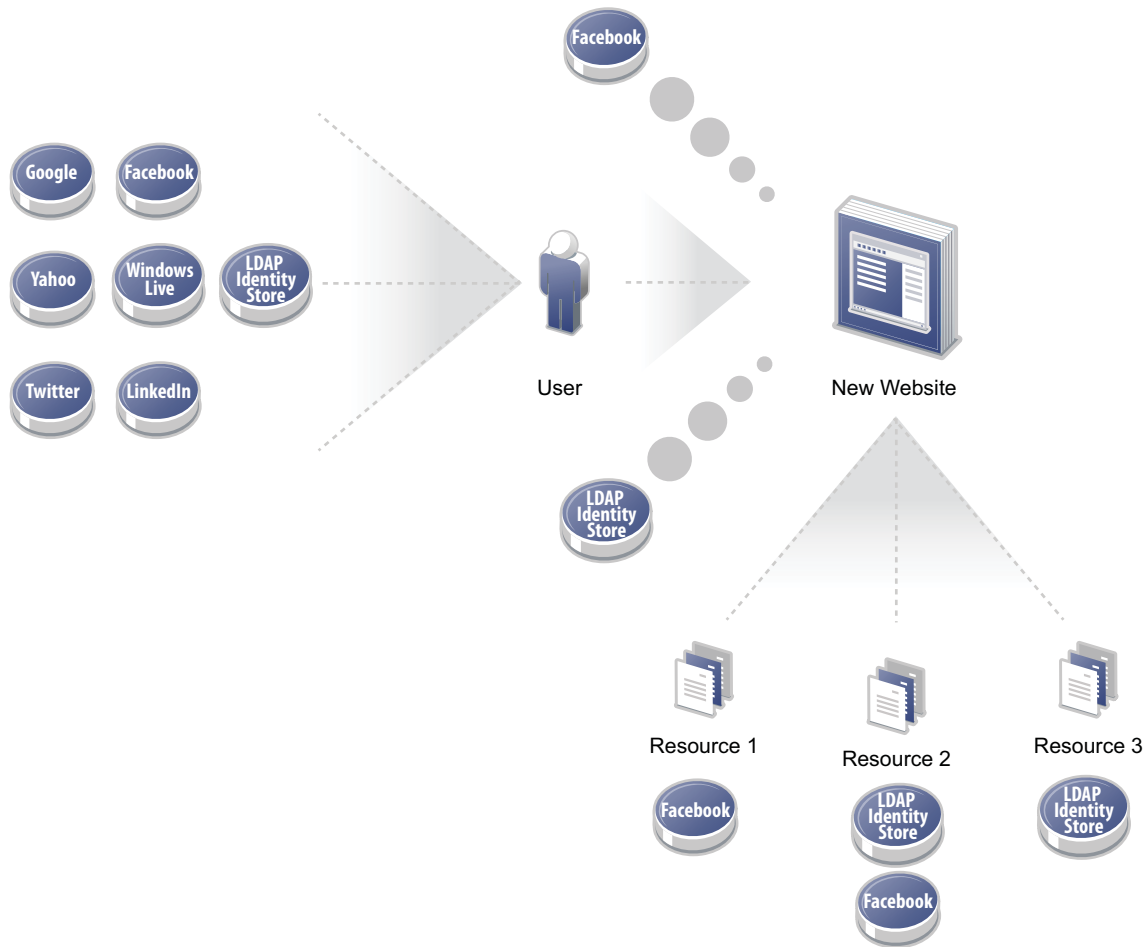 Facebook
Google
Facebook
Yahoo
Windows
Live
LDAP
Identity
Store
Twitter
LinkedIn
User
New Website
LDAP
Identity
Store
Resource 1
Resource 2
Resource 3
Facebook
LDAP
Identity
Store
LDAP
Identity
Store
Facebook